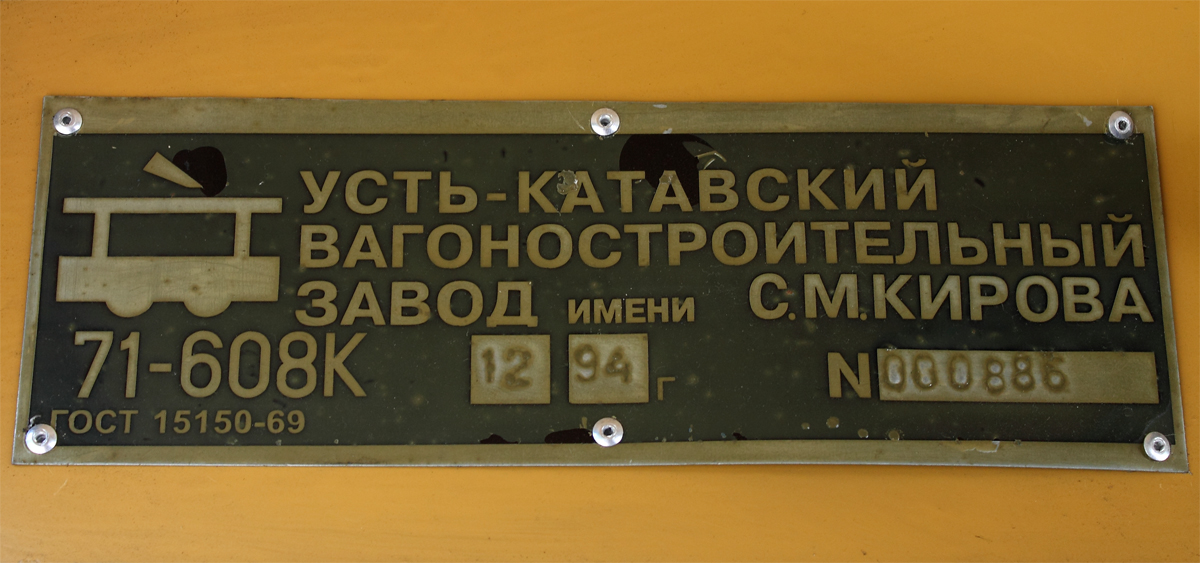 УСТЬ-КАТАВСКИЙ
ВАГОНОСТРОИТЕЛЬНЫЙ
ЗАВОД ИМЕНИ С.М.КИРОВА
71-608К 12 94 г N 000886
ГОСТ 15150-69